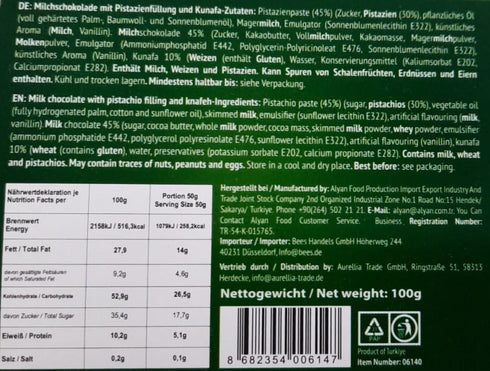 DE: Milchschokolade mit Pistazienfüllung und Kunafa-Zutaten: Pistazienpaste (45%) (Zucker, Pistazien (30%), pflanzliches Öl
(voll gehärtetes Palm-, Baumwoll- und Sonnenblumenöl), Magermilch, Emulgator (Sonnenblumenlecithin E322), künstliches
Aroma (Milch, Vanillin). Milchschokolade 45% (Zucker, Kakaobutter, Vollmilchpulver, Kakaomasse, Magermilchpulver,
Molkenpulver, Emulgator (Ammoniumphosphatid E442, Polyglycerin-Polyricinoleat E476, Sonnenblumenlecithin E322),
künstliches Aroma (Vanillin), Kunafa 10% (Weizen (enthält Gluten), Wasser, Konservierungsmittel (Kaliumsorbat E202,
Calciumpropionat E282). Enthält Milch, Weizen und Pistazien. Kann Spuren von Schalenfrüchten, Erdnüssen und Eiern
enthalten. Kühl und trocken lagern. Mindestens haltbar bis: siehe Verpackung.
EN: Milk chocolate with pistachio filling and knafeh-Ingredients: Pistachio paste (45%) (sugar, pistachios (30%), vegetable oil
(fully hydrogenated palm, cotton and sunflower oil), skimmed milk, emulsifier (sunflower lecithin E322), artificial flavouring (milk,
vanillin). Milk chocolate 45% (sugar, cocoa butter, whole milk powder, cocoa mass, skimmed milk powder, whey powder, emulsifier
(ammonium phosphatide E442, polyglycerol polyresinolate E476, sunflower lecithin E322), artificial flavouring (vanillin), kunafa
10% (wheat (contains gluten), water, preservatives (potassium sorbate E202, calcium propionate E282). Contains milk, wheat
and pistachios. May contain traces of nuts, peanuts and eggs. Store in a cool and dry place. Best before: see packaging.
Nährwertdeklaration je
Nutrition Facts per
100g
Portion 50g
Serving Size 50g
Brennwert
Energy
2158kJ / 516,3kcal
1079kJ / 258,2kcal
Fett / Total Fat
27,9
14g
davon gesättigte Fettsäuren
of which Saturated Fat
9,2g
4,6g
Kohlenhydrate / Carbohydrate
52,9g
26,5g
davon Zucker / Total Sugar
35,4g
17,7g
Eiweiß / Protein
10,2g
5,1g
Salz / Salt
0,2g
0,1g
Hergestellt bei / Manufactured by: Alyan Food Production Import Export Industry And
Trade Joint Stock Company 2nd Organized Industrial Zone No.1 Road No:15 Hendek/
Sakarya/ Türkiye. Phone +90(264) 502 21 21. E-mail: alyan@alyan.com.tr. You Can
Contact Alyan Food Customer Service. • Business Registration Number:
TR-54-K-015765.
Importeur / Importer: Bees Handels GmbH Höherweg 244
40231 Düsseldorf, Info@bees.de
Vertrieb durch / Distribution by: Aurellia Trade GmbH, Ringstraße 51, 58313
Herdecke, info@aurellia-trade.de
Nettogewicht / Net weight: 100g
8 682354 006147
PAP
Product of Turkiye
Item Number: 06140